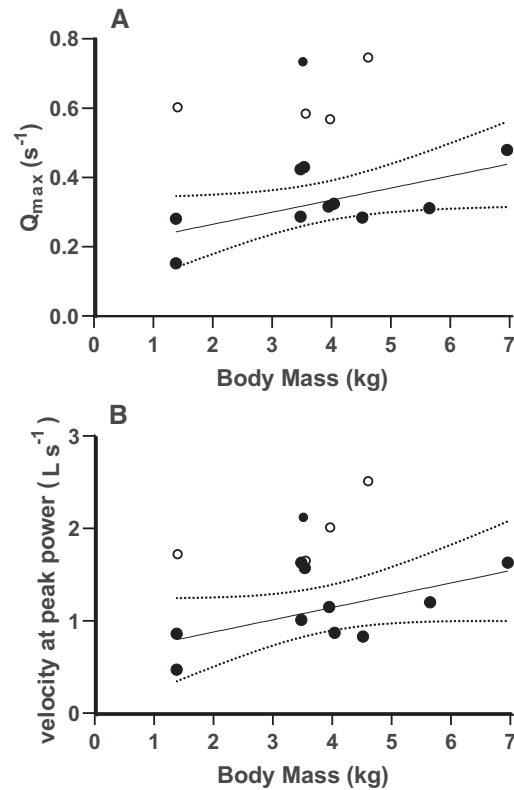 A
0.8
0.6
0.4
0.2
0.0
Qmax (s-1)
0 1 2 3 4 5 6 7
Body Mass (kg)
B
3
2
1
0
velocity at peak power ( L s-1)
0 1 2 3 4 5 6 7
Body Mass (kg)